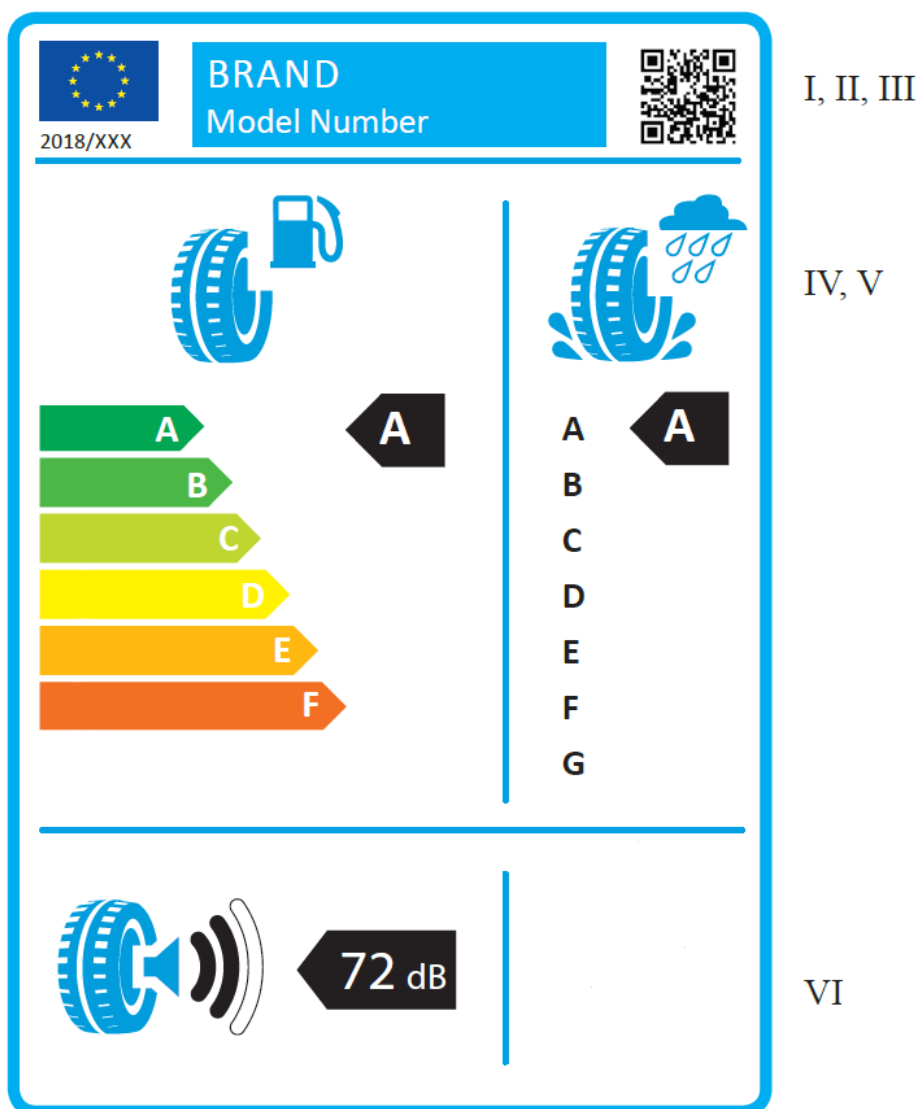 BRAND
Model Number
2018/XXX
I, II, III
IV, V
A
B
C
D
E
F
A
A
B
C
D
E
F
G
A
72 dB
VI